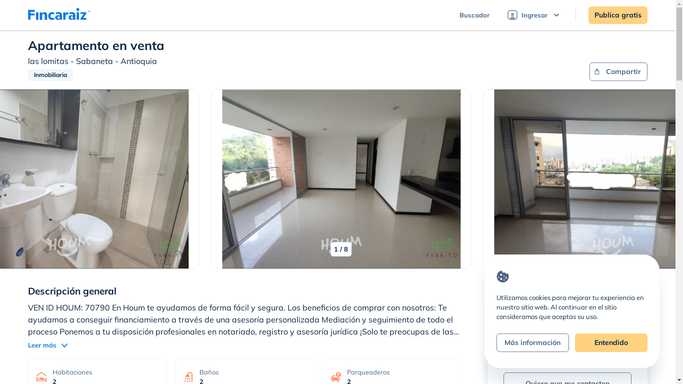 Fincaraiz
Buscador
Ingresar
Publica gratis
Apartamento en venta
las lomitas - Sabaneta - Antioquia
Inmobiliaria
Compartir
HOUM
HOUM
1 / 8
HOUM
Descripción general
VEN ID HOUM: 70790 En Houm te ayudamos de forma fácil y segura. Los beneficios de comprar con nosotros: Te
ayudamos a conseguir financiamiento a través de una asesoría personalizada Mediación y seguimiento de todo el
proceso Ponemos a tu disposición profesionales en notariado, registro y asesoría jurídica ¡Solo te preocupas de las...
Leer más
Habitaciones
2
Baños
2
Parqueaderos
2
Utilizamos cookies para mejorar tu experiencia en
nuestro sitio web. Al continuar en el sitio
consideramos que aceptas su uso.
Más información
Entendido
Quiero que me contacten